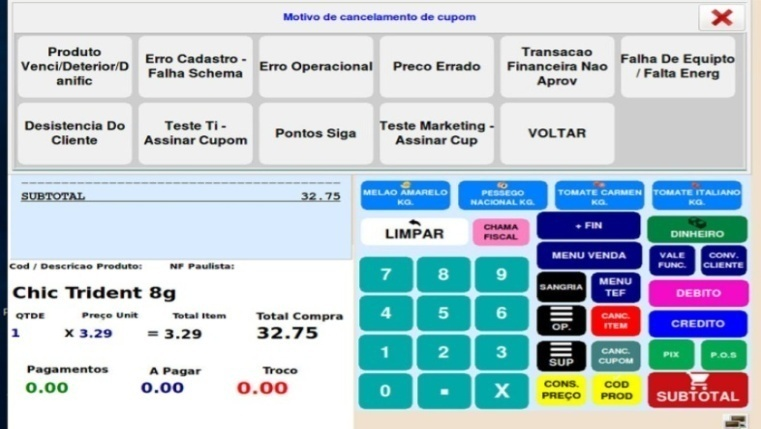 Motivo de cancelamento de cupom
Produto
Venci/Deterior/D
anific
Erro Cadastro -
Falha Schema
Erro Operacional
Preco Errado
Transacao
Financeira Nao
Aprov
Falha De Equipto
/ Falta Energ
Desistencia Do
Cliente
Teste Ti -
Assinar Cupom
Pontos Siga
Teste Marketing -
Assinar Cup
VOLTAR
SUBTOTAL 32.75
Cod / Descricao Produto: NF Paulista:
Chic Trident 8g
QTDE Preço Unit Total Item Total Compra
1 X 3.29 = 3.29 32.75
Pagamentos A Pagar Troco
0.00 0.00 0.00
MELAO AMARELO
KG.
PESSEGO
NACIONAL KG.
TOMATE CARMEN
KG.
TOMATE ITALIANO
KG.
LIMPAR
CHAMA
FISCAL
+ FIN
DINHEIRO
MENU VENDA
VALE
FUNC.
CONV.
CLIENTE
7 8 9
SANGRIA
MENU
TEF
DEBITO
4 5 6
OP.
CANC.
ITEM
CREDITO
1 2 3
SUP
CANC.
CUPOM
PIX
P.O.S
0 . X
CONS.
PREÇO
COD
PROD
SUBTOTAL